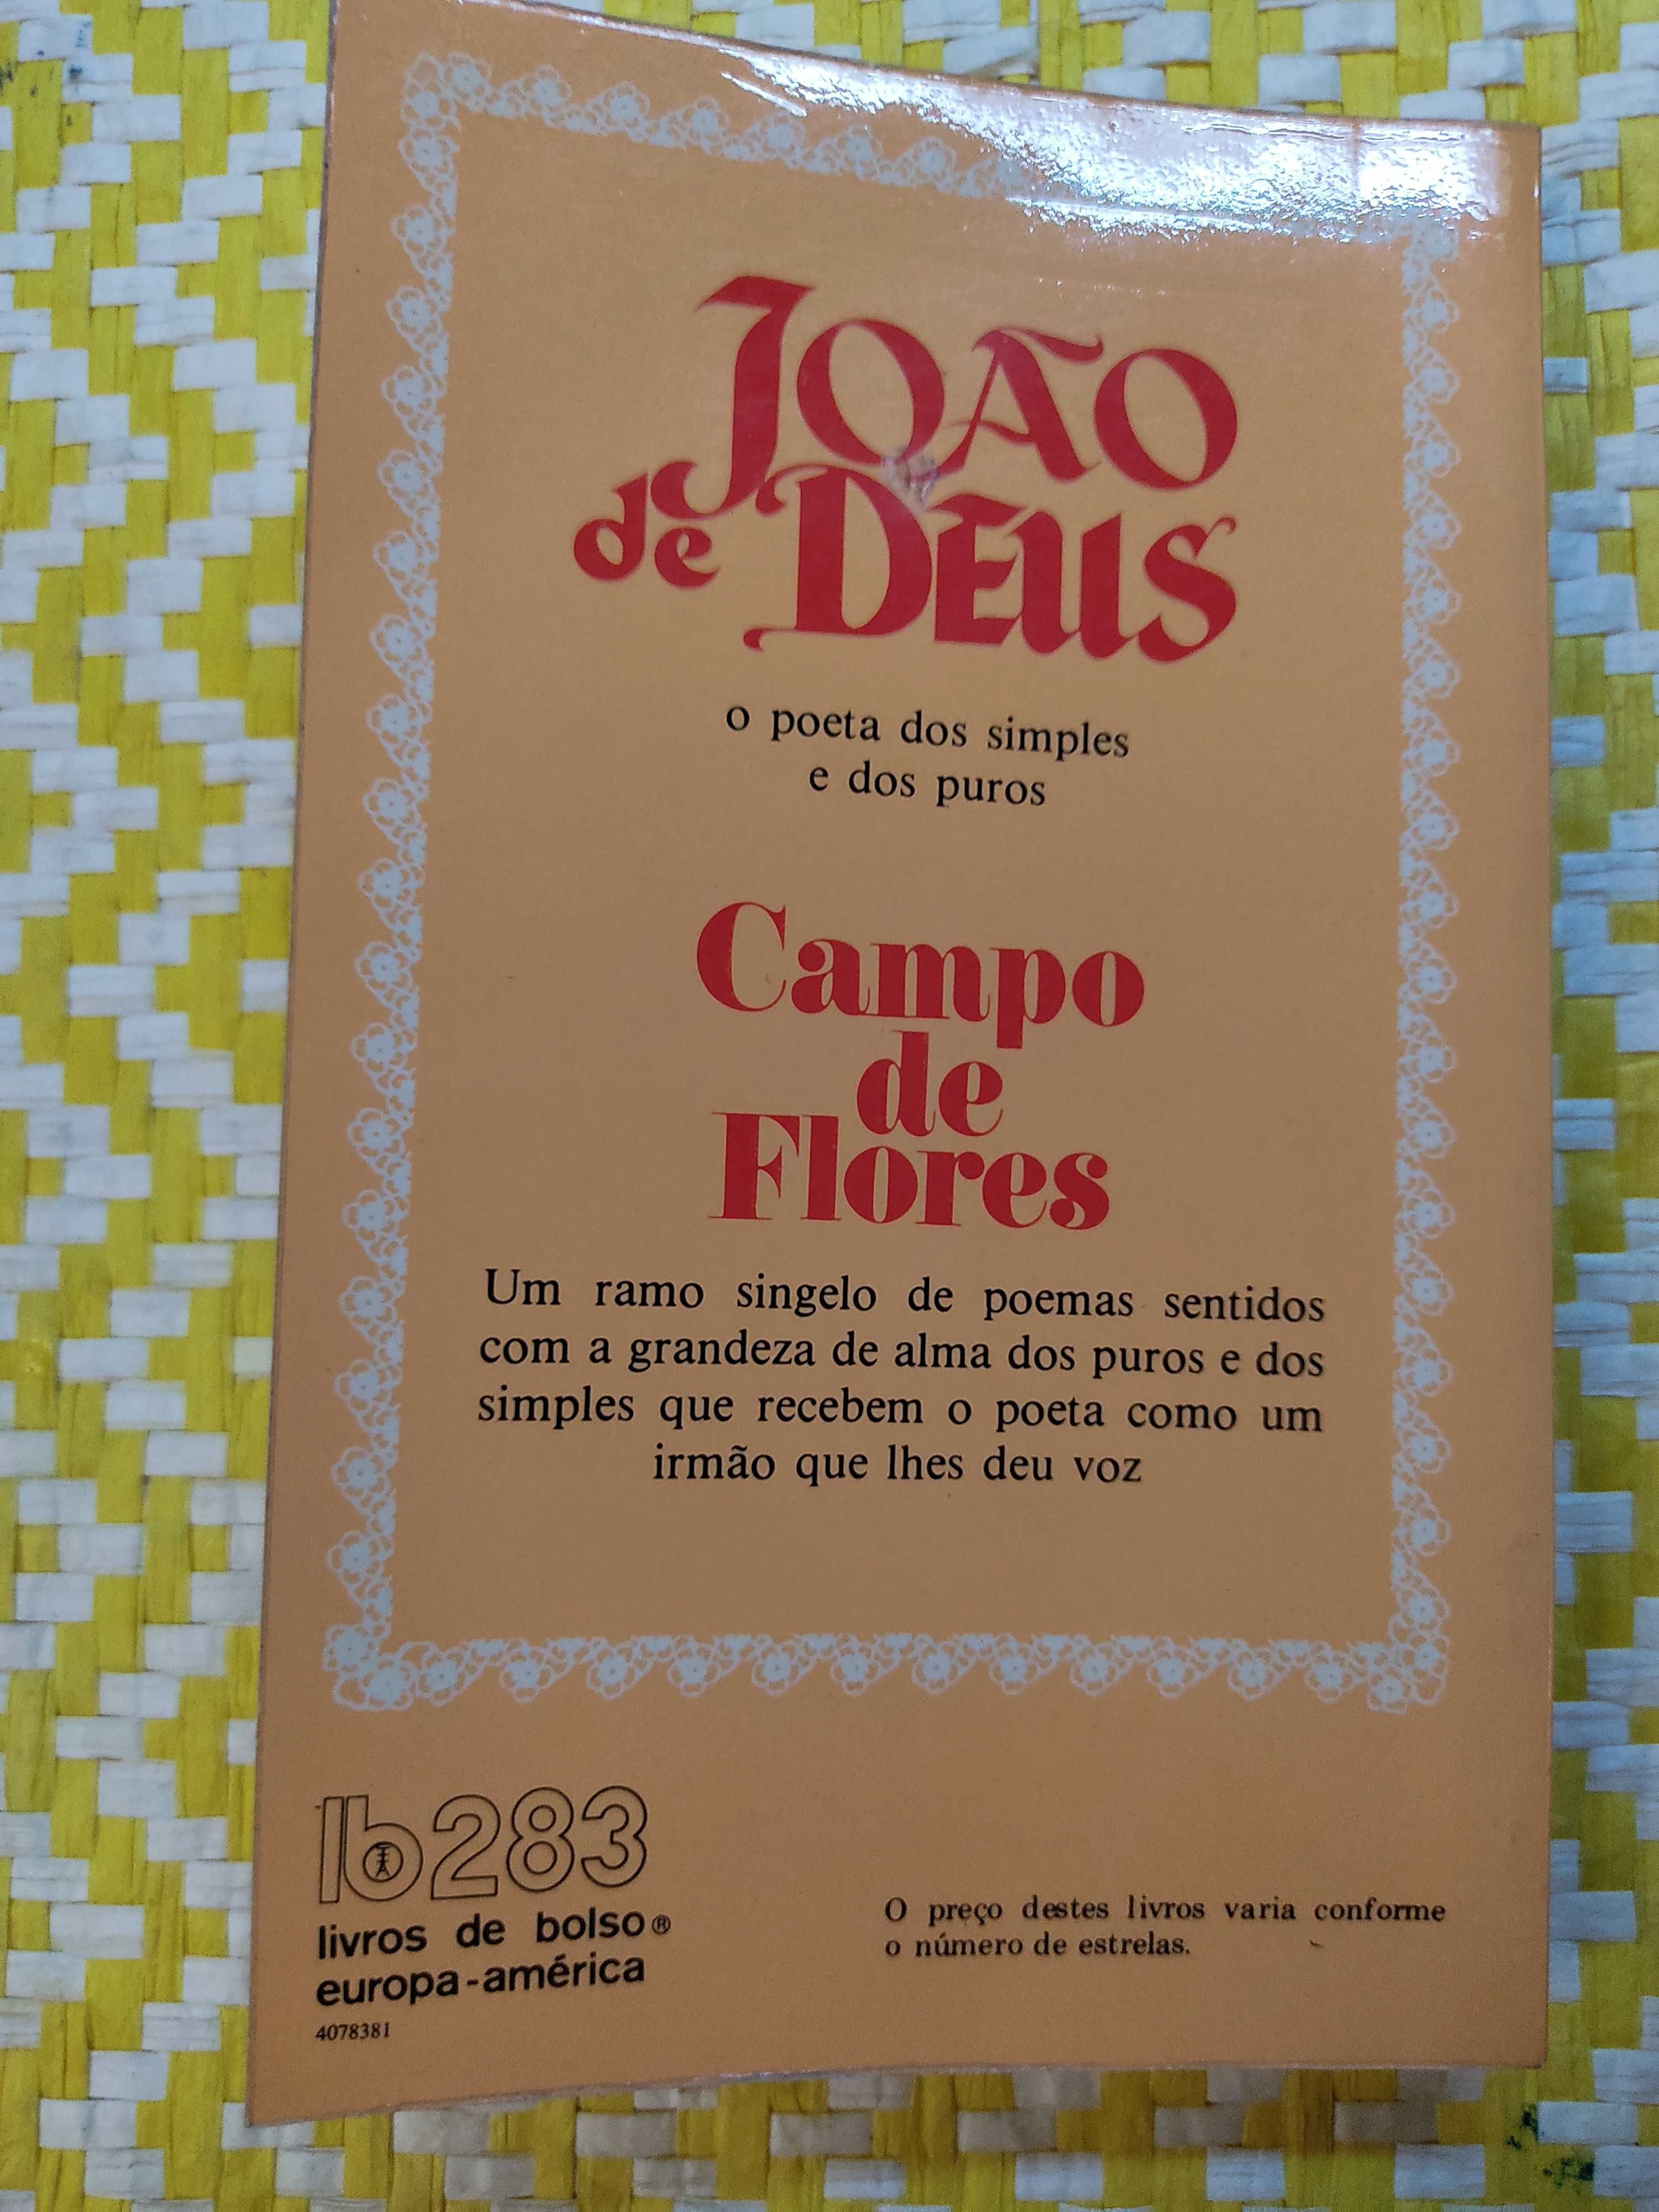 JOÃO
de DEUS
o poeta dos simples
e dos puros
Campo
de
Flores
Um ramo singelo de poemas sentidos
com a grandeza de alma dos puros e dos
simples que recebem o poeta como um
irmão que lhes deu voz
lb283
livros de bolso®
europa-américa
4078381
O preço destes livros varia conforme
o número de estrelas.